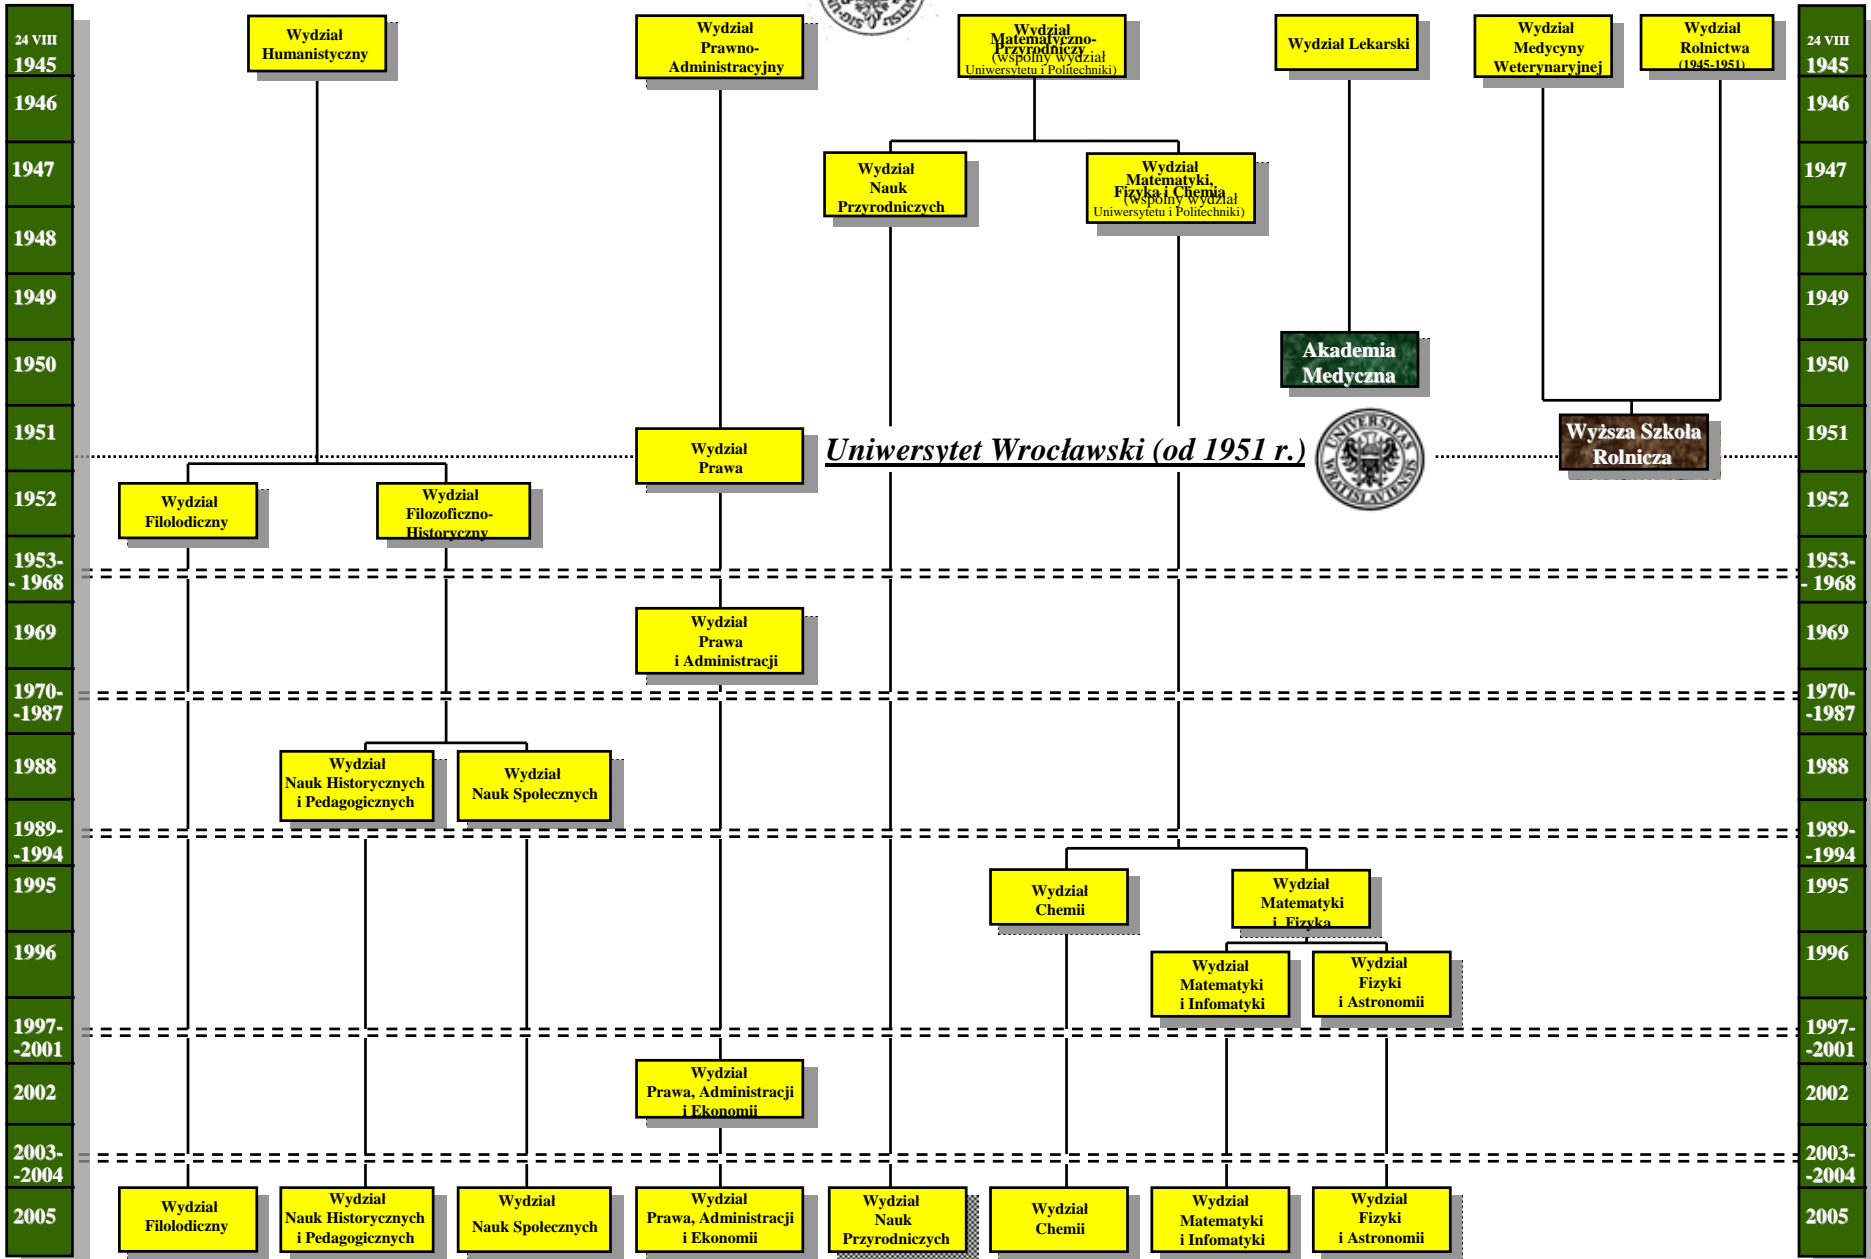 24 VIII
1945
1946
1947
1948
1949
1950
1951
1952
1953-
- 1968
1969
1970-
-1987
1988
1989-
-1994
1995
1996
1997-
-2001
2002
2003-
-2004
2005
Wydział
Humanistyczny
Wydział
Prawno-
Administracyjny
Wydział
Matematyczno-
Przyrodniczy
(wspólny wydział
Uniwersytetu i Politechniki)
Wydział Lekarski
Wydział
Medycyny
Weterynaryjnej
Wydział
Rolnictwa
(1945-1951)
Wydział
Nauk
Przyrodniczych
Wydział
Matematyki,
Fizyka i Chemia
(wspólny wydział
Uniwersytetu i Politechniki)
Akademia
Medyczna
Wydział
Prawa
Uniwersytet Wrocławski (od 1951 r.)
UNIVERSITAS
WRATISLAVIENSIS
Wyższa Szkoła
Rolnicza
Wydział
Filolodiczny
Wydział
Filozoficzno-
Historyczny
Wydział
Prawa
i Administracji
Wydział
Nauk Historycznych
i Pedagogicznych
Wydział
Nauk Społecznych
Wydział
Chemii
Wydział
Matematyki
i Fizyka
Wydział
Matematyki
i Infomatyki
Wydział
Fizyki
i Astronomii
Wydział
Prawa, Administracji
i Ekonomii
Wydział
Filolodiczny
Wydział
Nauk Historycznych
i Pedagogicznych
Wydział
Nauk Społecznych
Wydział
Prawa, Administracji
i Ekonomii
Wydział
Nauk
Przyrodniczych
Wydział
Chemii
Wydział
Matematyki
i Infomatyki
Wydział
Fizyki
i Astronomii
24 VIII
1945
1946
1947
1948
1949
1950
1951
1952
1953-
- 1968
1969
1970-
-1987
1988
1989-
-1994
1995
1996
1997-
-2001
2002
2003-
-2004
2005